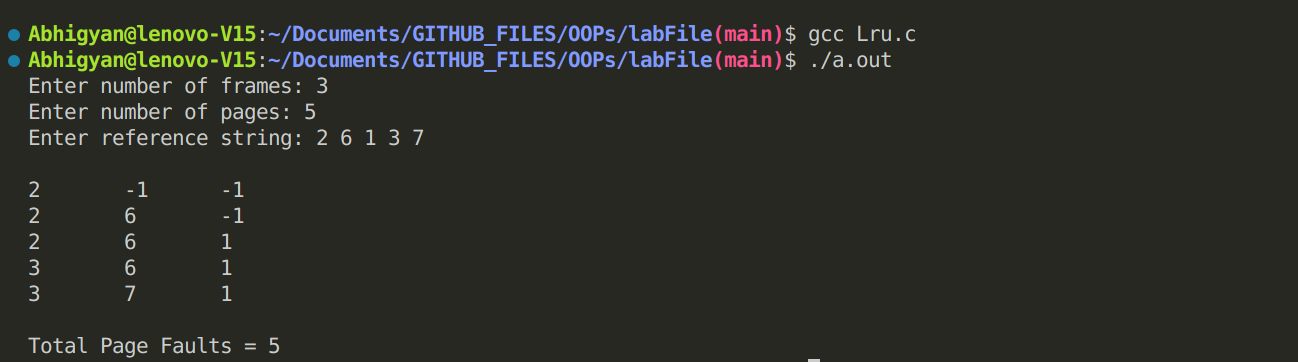 Abhigyan@lenovo-V15:~/Documents/GITHUB_FILES/OOPs/labFile(main)$ gcc Lru.c
Abhigyan@lenovo-V15:~/Documents/GITHUB_FILES/OOPs/labFile(main)$ ./a.out
Enter number of frames: 3
Enter number of pages: 5
Enter reference string: 2 6 1 3 7
2 -1 -1
2 6 -1
2 6 1
3 6 1
3 7 1
Total Page Faults = 5